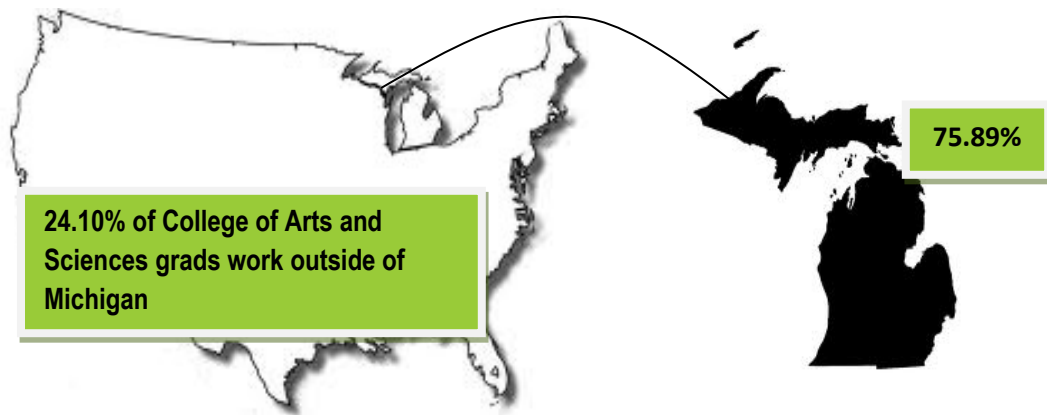 75.89%
24.10% of College of Arts and
Sciences grads work outside of
Michigan